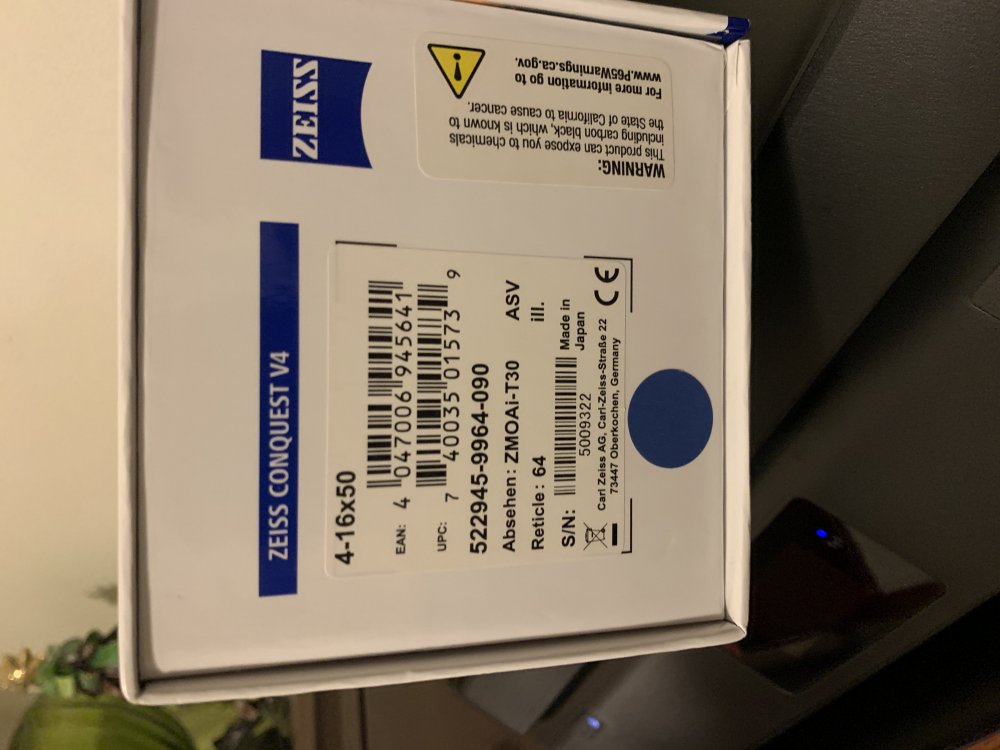 ZEISS
ZEISS CONQUEST V4
4-16x50
EAN: 4 047006 945641
UPC: 7 40035 01573 9
522945-9964-090
Absehen: ZMOAi-T30 ASV
Reticle: 64 ill.
S/N: 5009322 Made in
Japan
Carl Zeiss AG, Carl-Zeiss-Straße 22
73447 Oberkochen, Germany
CE
WARNING:
This product can expose you to chemicals
including carbon black, which is known to
the State of California to cause cancer.
For more information go to
www.P65Warnings.ca.gov.